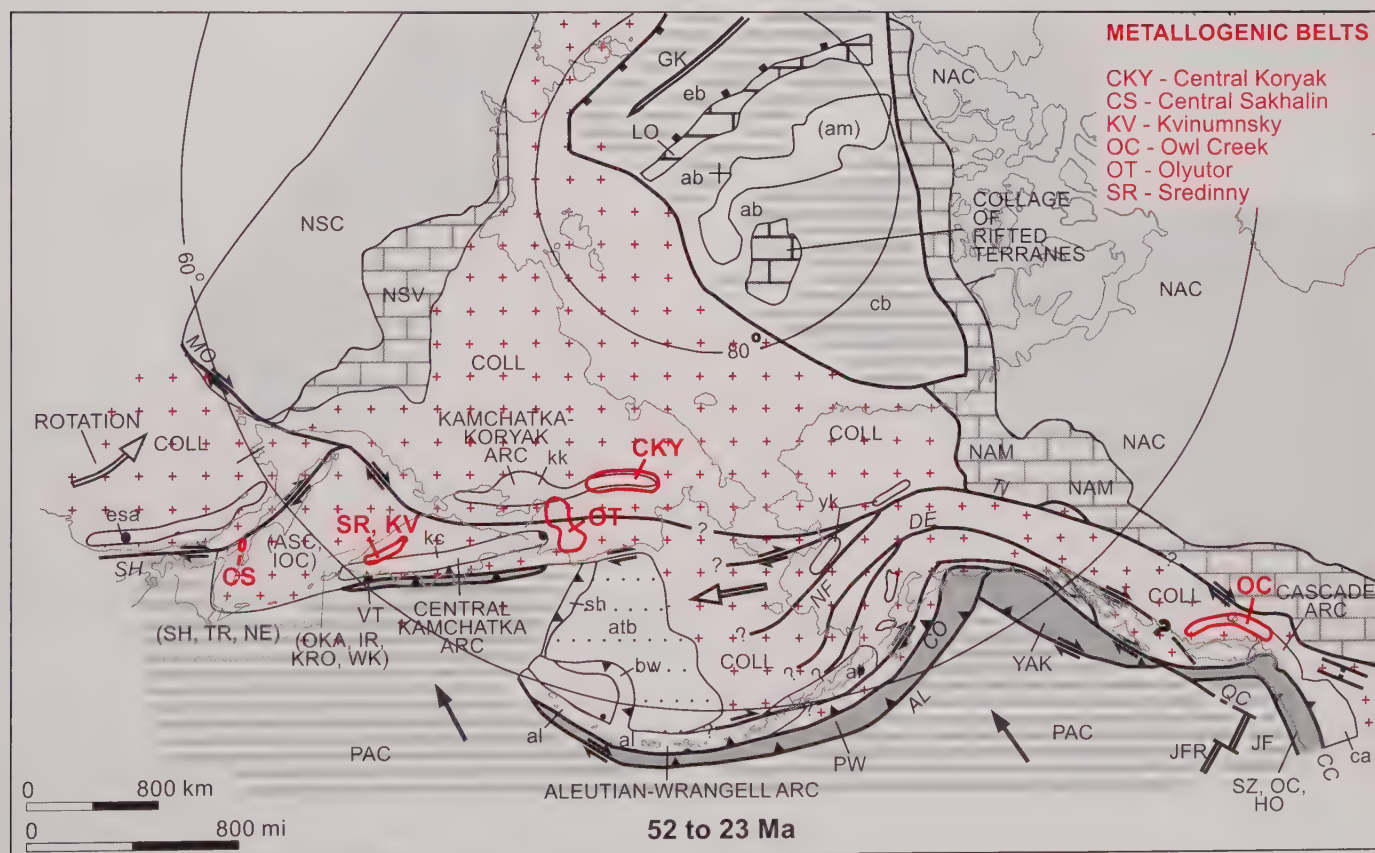 METALLOGENIC BELTS
CKY - Central Koryak
CS - Central Sakhalin
KV - Kvinumnsky
OC - Owl Creek
OT - Olyutor
SR - Sredinny
GK
NAC
eb
LO
(am)
ab
ab
COLLAGE
OF
RIFTED
TERRANES
NAC
NSC
60°
NSV
cb
80°
MO
COLL
ROTATION
COLL
KAMCHATKA-
KORYAK
ARC
kk
CKY
COLL
NAM
NAC
TV
NAM
esa
SH
CS
(ASC,
IOC)
SR, KV
kc
OT
?
?
yk
DE
NF
?
OC
COLL
CASCADE
ARC
?
VT
CENTRAL
KAMCHATKA
ARC
sh
atb
(SH, TR, NE)
(OKA, IR,
KRO, WK)
bw
?
COLL
? ?
al
CO
YAK
AL
QC
PAC
al
al
?
PW
PAC
JFR
JF
CC
ca
SZ, OC,
HO
0 800 km
0 800 mi
ALEUTIAN-WRANGELL ARC
52 to 23 Ma